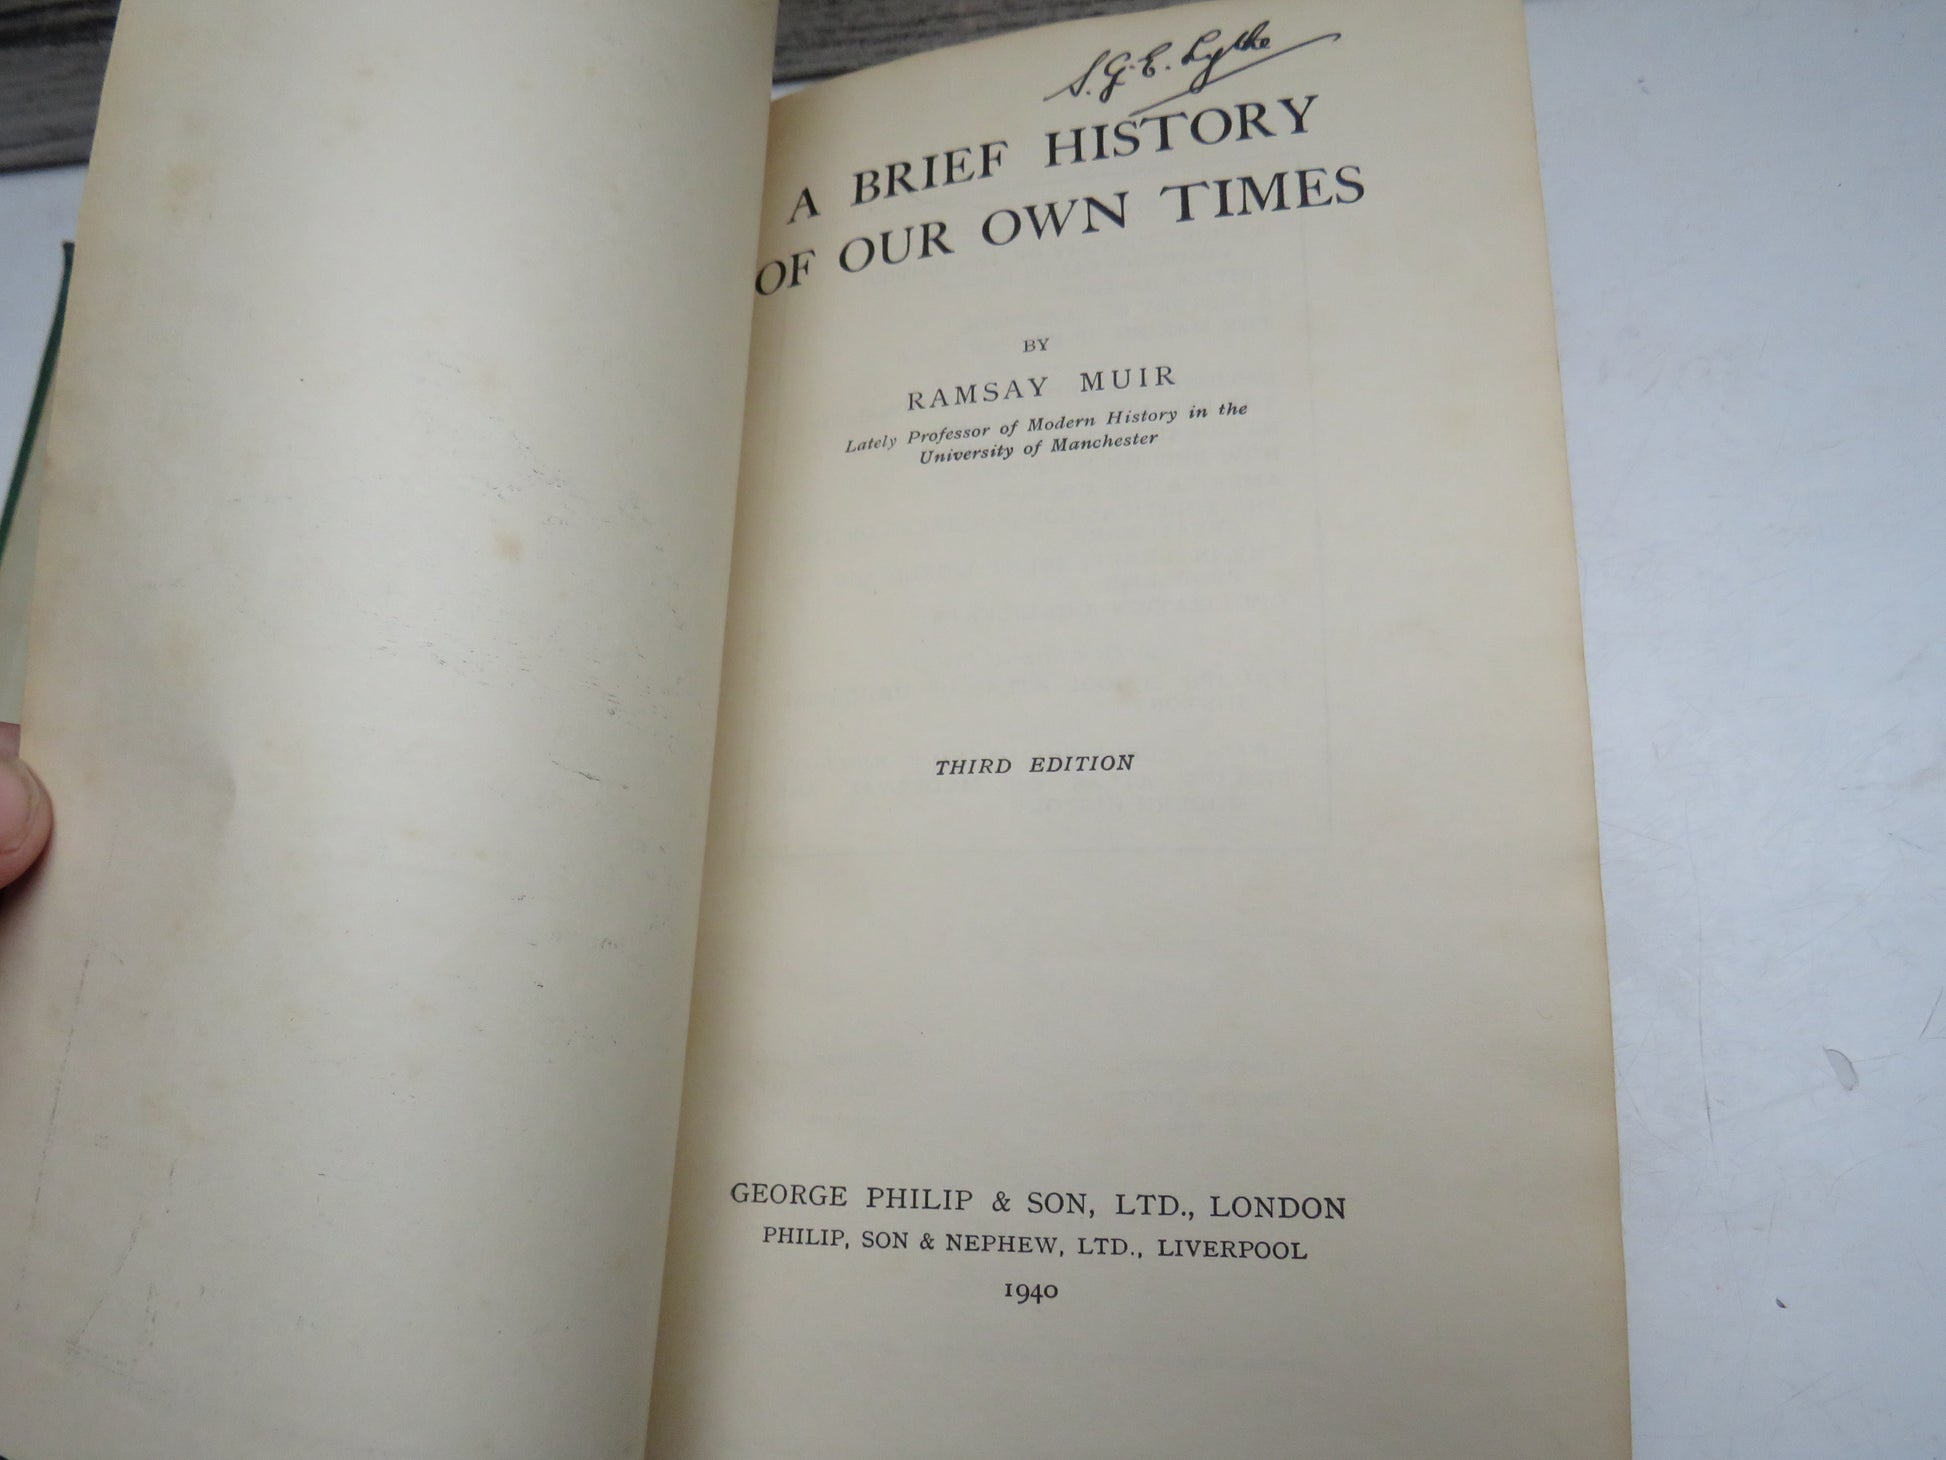 S. G. E. Lythe
A BRIEF HISTORY
OF OUR OWN TIMES
BY
RAMSAY MUIR
Lately Professor of Modern History in the
University of Manchester
THIRD EDITION
GEORGE PHILIP & SON, LTD., LONDON
PHILIP, SON & NEPHEW, LTD., LIVERPOOL
1940